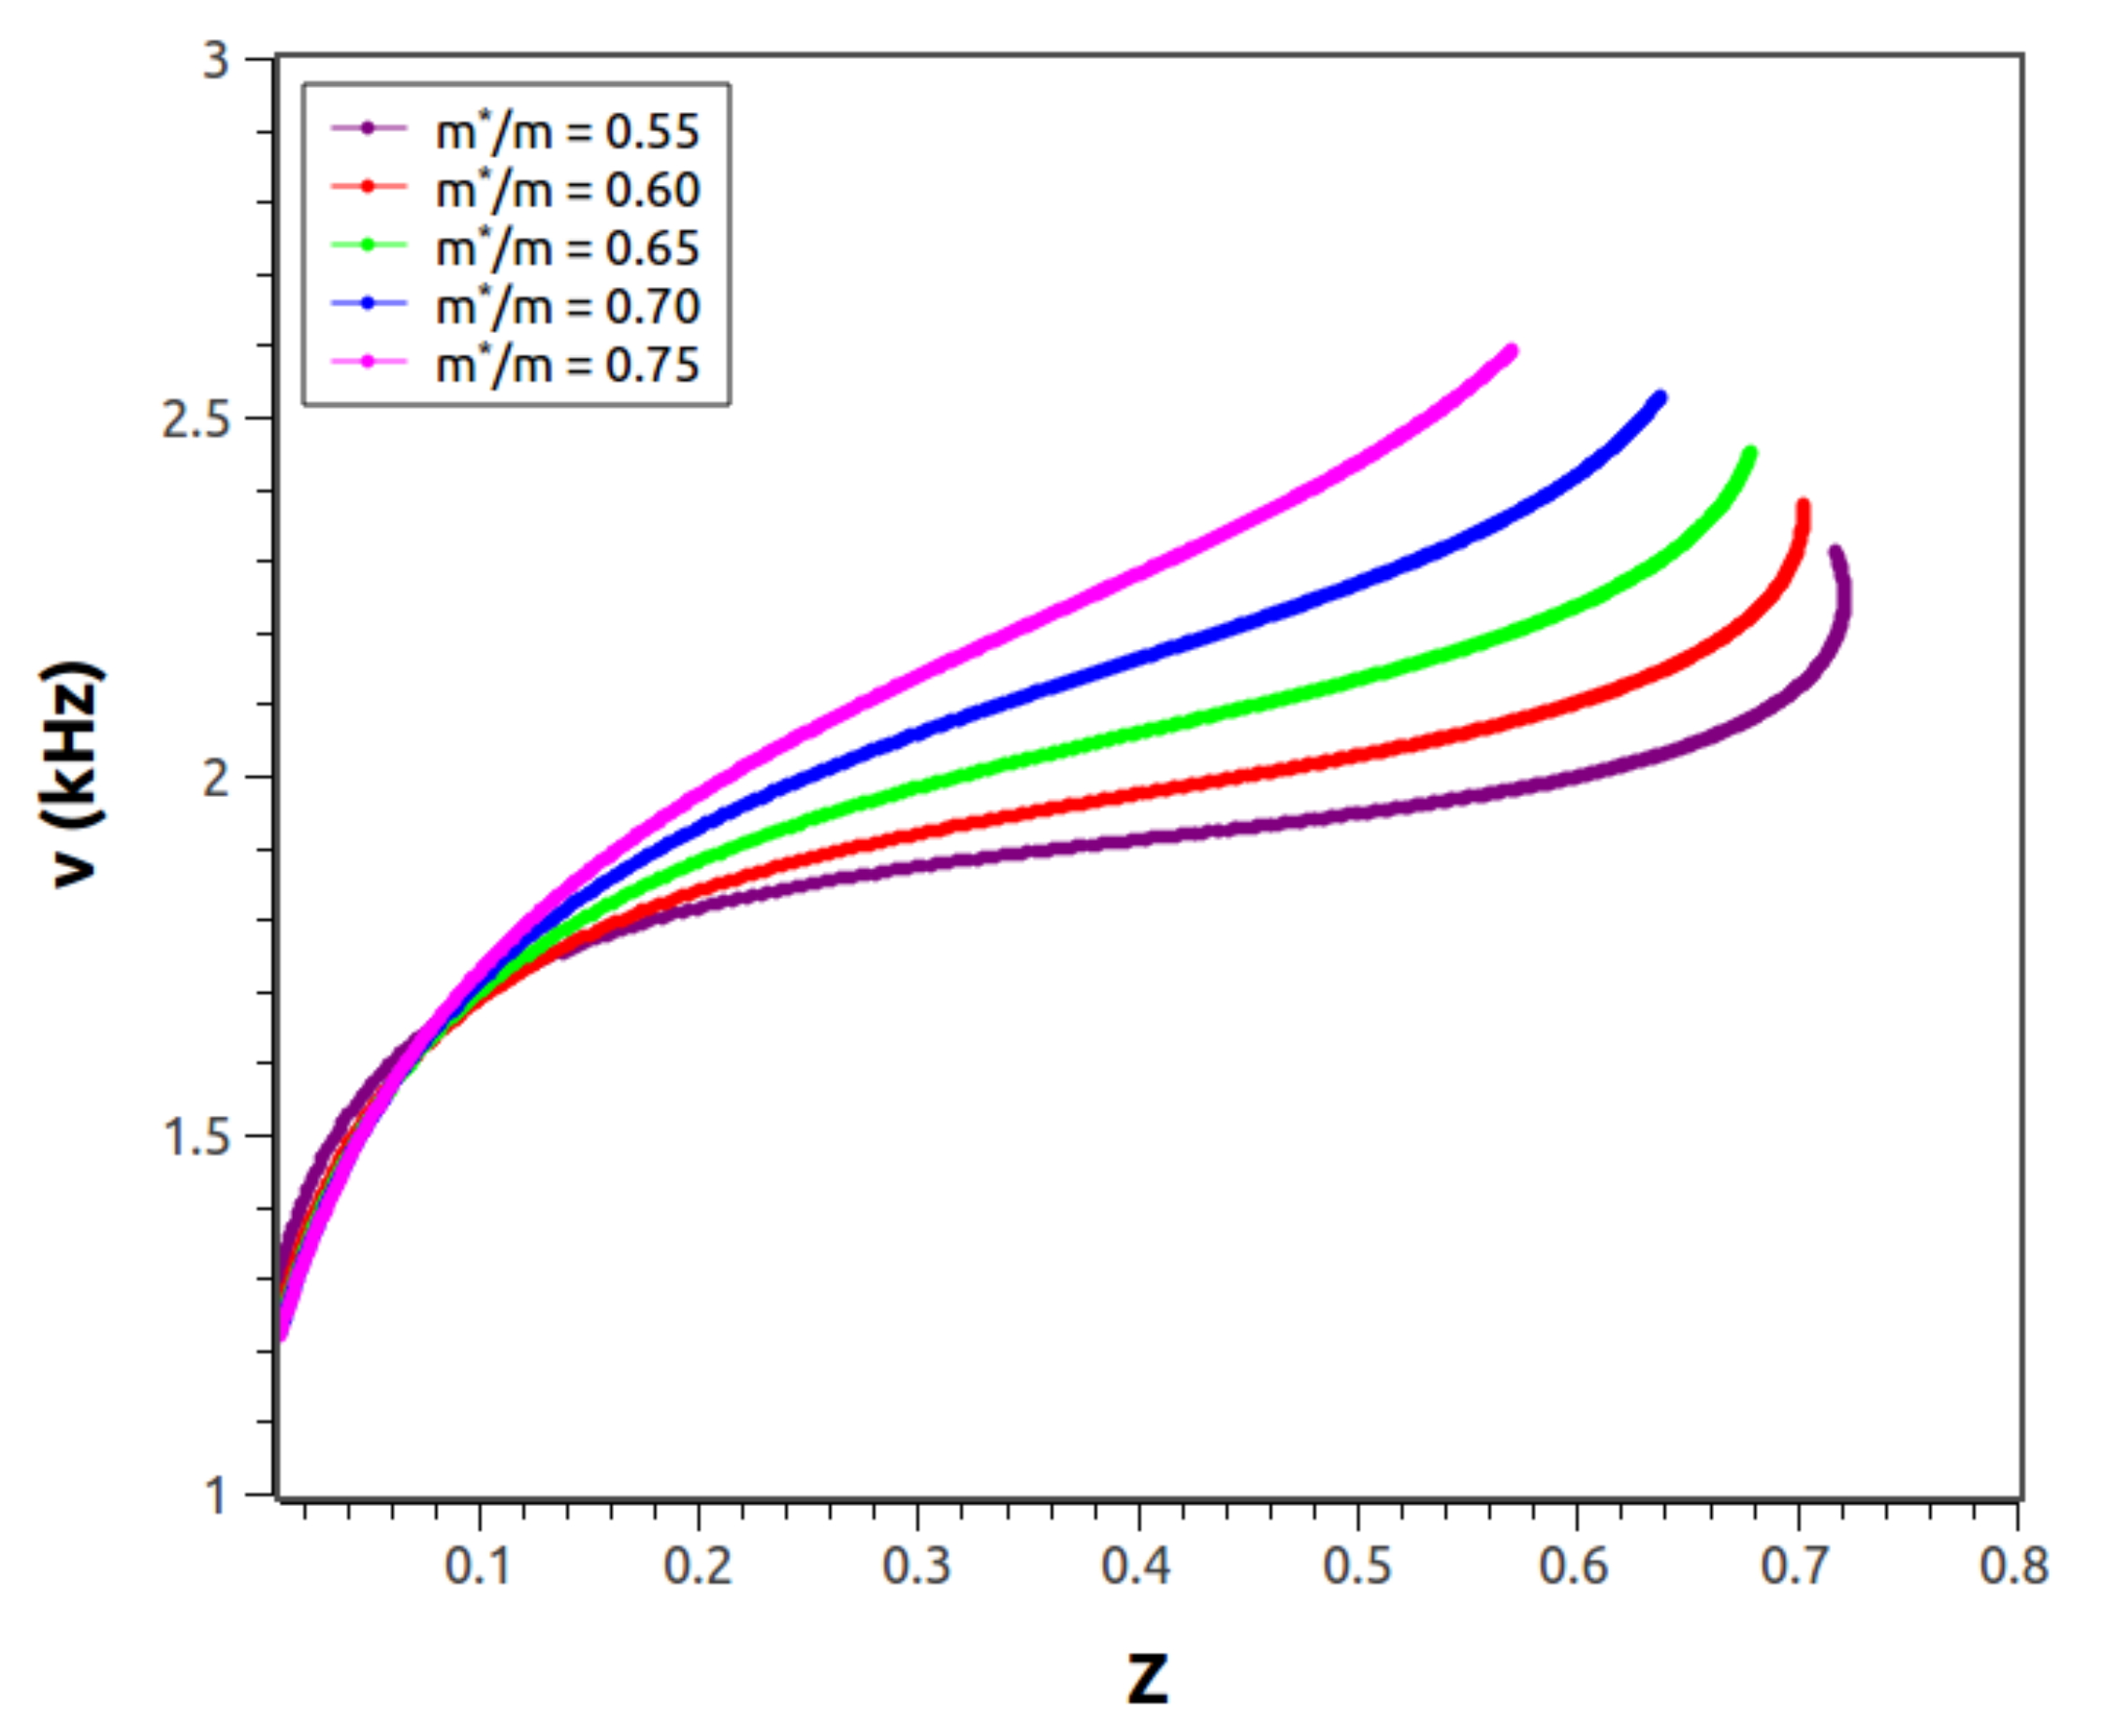 3
2.5
2
1.5
1
v (kHz)
m*/m = 0.55
m*/m = 0.60
m*/m = 0.65
m*/m = 0.70
m*/m = 0.75
0.1 0.2 0.3 0.4 0.5 0.6 0.7 0.8
Z